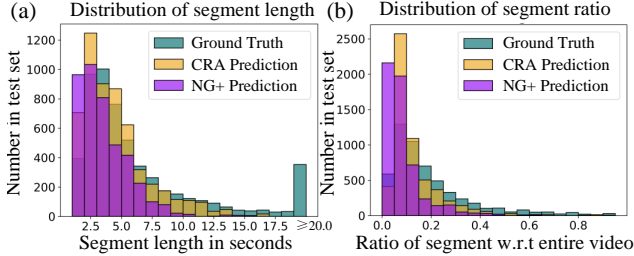 (a) Distribution of segment length
Number in test set
1200
1000
800
600
400
200
0
Ground Truth
CRA Prediction
NG+ Prediction
2.5 5.0 7.5 10.0 12.5 15.0 17.5 ≥20.0
Segment length in seconds
(b) Distribution of segment ratio
Number in test set
2500
2000
1500
1000
500
0
Ground Truth
CRA Prediction
NG+ Prediction
0.0 0.2 0.4 0.6 0.8
Ratio of segment w.r.t entire video